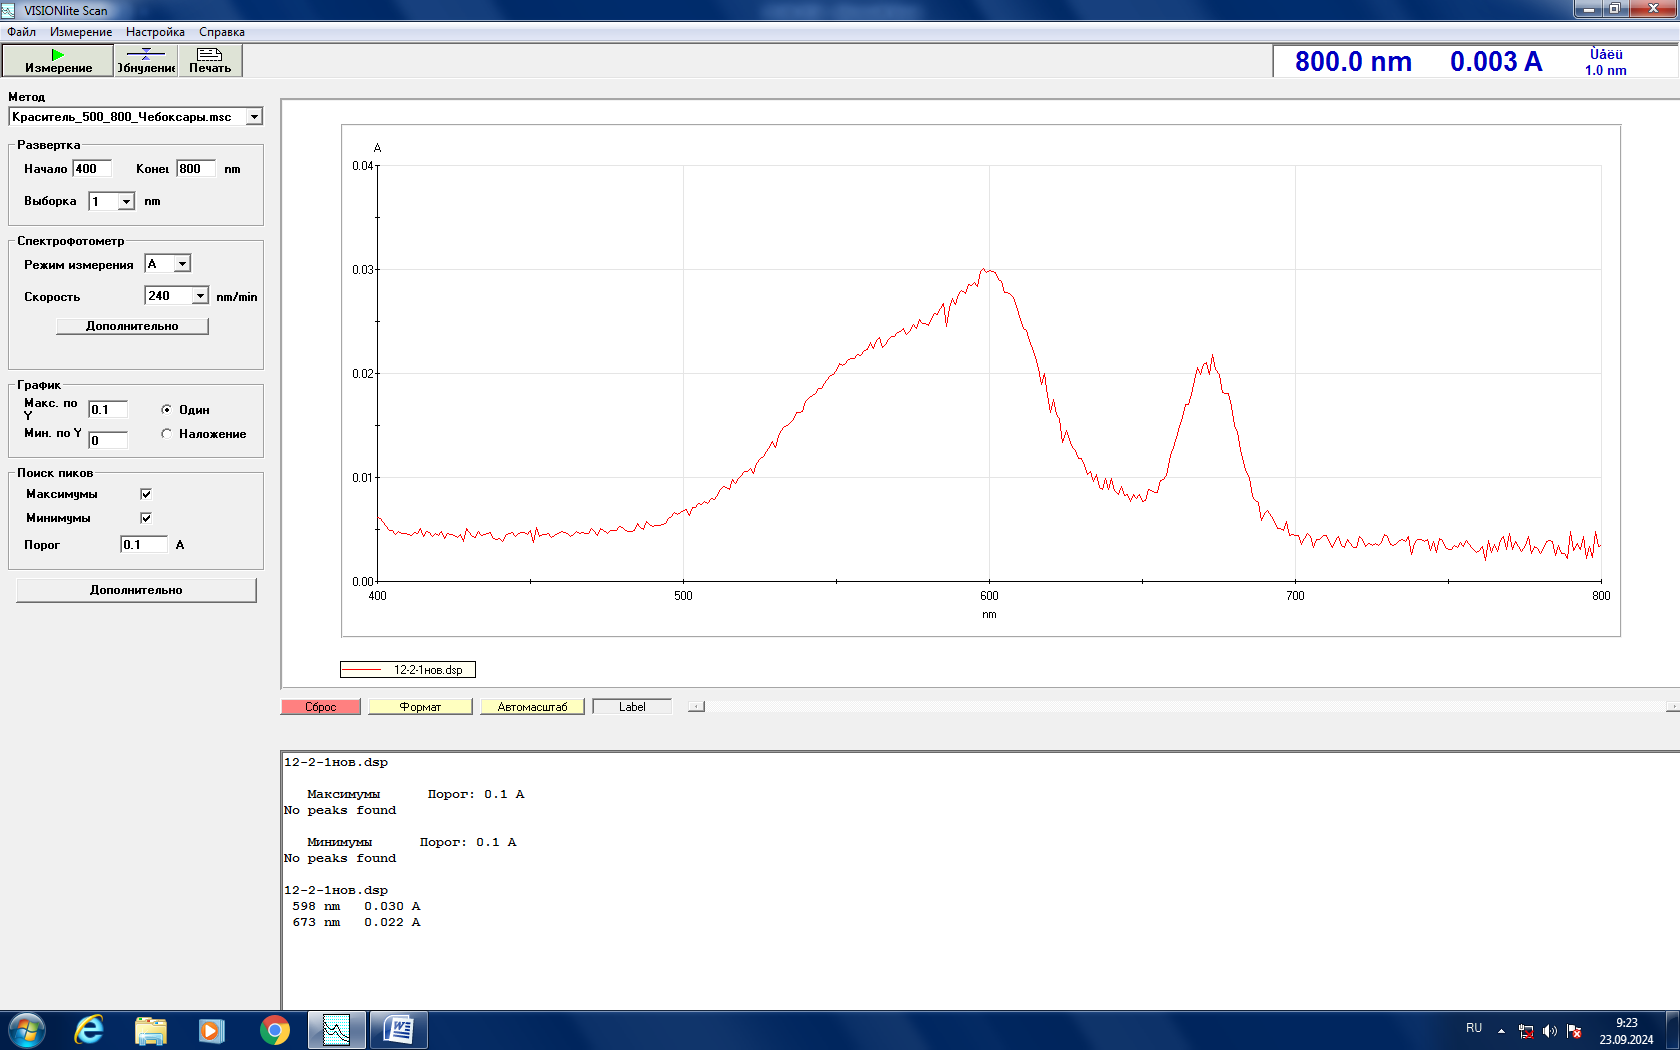 VISIONlite Scan
Файл Измерение Настройка Справка
Измерение Обнуление Печать
800.0 nm 0.003 A Ùåëü
1.0 nm
Метод
Краситель_500_800_Чебоксары.msc
Развертка
Начало 400 Конец 800 nm
Выборка 1 nm
Спектрофотометр
Режим измерения A
Скорость 240 nm/min
Дополнительно
График
Макс. по Y 0.1 Один
Мин. по Y 0 Наложение
Поиск пиков
Максимумы
Минимумы
Порог 0.1 A
Дополнительно
A
0.04
0.03
0.02
0.01
0.00
400 500 600 700 800
nm
12-2-1нов.dsp
Сброс Формат Автомасштаб Label
12-2-1нов.dsp
Максимумы Порог: 0.1 A
No peaks found
Минимумы Порог: 0.1 A
No peaks found
12-2-1нов.dsp
598 nm 0.030 A
673 nm 0.022 A
RU 9:23
23.09.2024